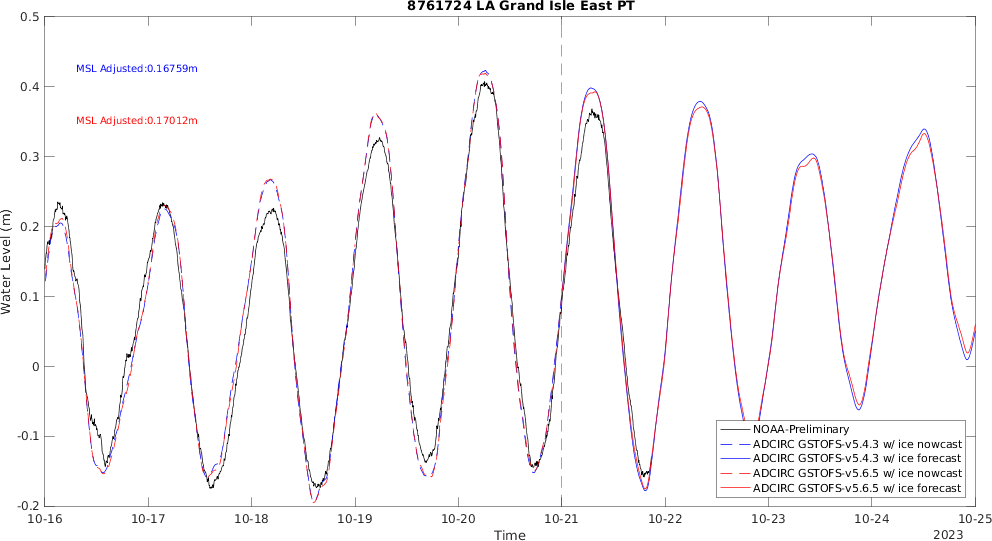 8761724 LA Grand Isle East PT
0.5
0.4
0.3
0.2
0.1
0
-0.1
-0.2
Water Level (m)
MSL Adjusted:0.16759m
MSL Adjusted:0.17012m
NOAA-Preliminary
ADCIRC GSTOFS-v5.4.3 w/ ice nowcast
ADCIRC GSTOFS-v5.4.3 w/ ice forecast
ADCIRC GSTOFS-v5.6.5 w/ ice nowcast
ADCIRC GSTOFS-v5.6.5 w/ ice forecast
10-16 10-17 10-18 10-19 10-20 10-21 10-22 10-23 10-24 10-25
Time
2023